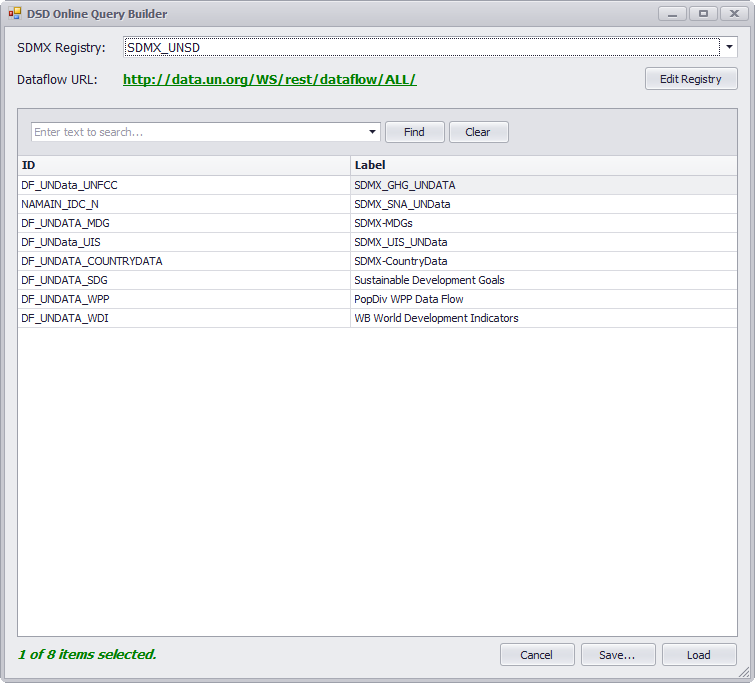 DSD Online Query Builder
SDMX Registry: SDMX_UNSD
Dataflow URL: http://data.un.org/WS/rest/dataflow/ALL/ Edit Registry
Enter text to search... Find Clear
ID Label
DF_UNData_UNFCC SDMX_GHG_UNDATA
NAMAIN_IDC_N SDMX_SNA_UNData
DF_UNDATA_MDG SDMX-MDGs
DF_UNData_UIS SDMX_UIS_UNData
DF_UNDATA_COUNTRYDATA SDMX-CountryData
DF_UNDATA_SDG Sustainable Development Goals
DF_UNDATA_WPP PopDiv WPP Data Flow
DF_UNDATA_WDI WB World Development Indicators
1 of 8 items selected. Cancel Save... Load